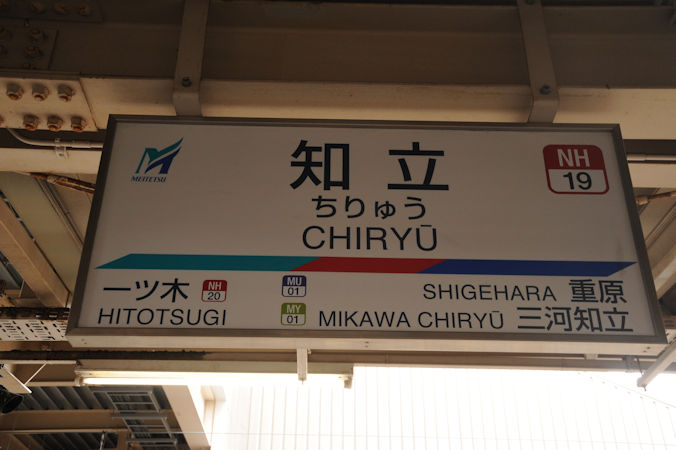 MEITETSU
知立
ちりゅう
CHIRYŪ
NH
19
一ツ木
NH
20
HITOTSUGI
MU
01
SHIGEHARA 重原
MY
01
MIKAWA CHIRYŪ 三河知立